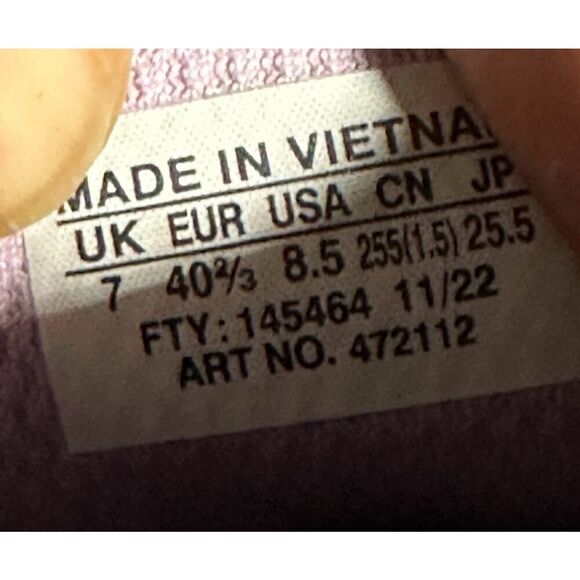 MADE IN VIETNA
UK EUR USA CN JP
7 40⅔ 8.5 255(1.5) 25.5
FTY: 145464 11/22
ART NO. 472112